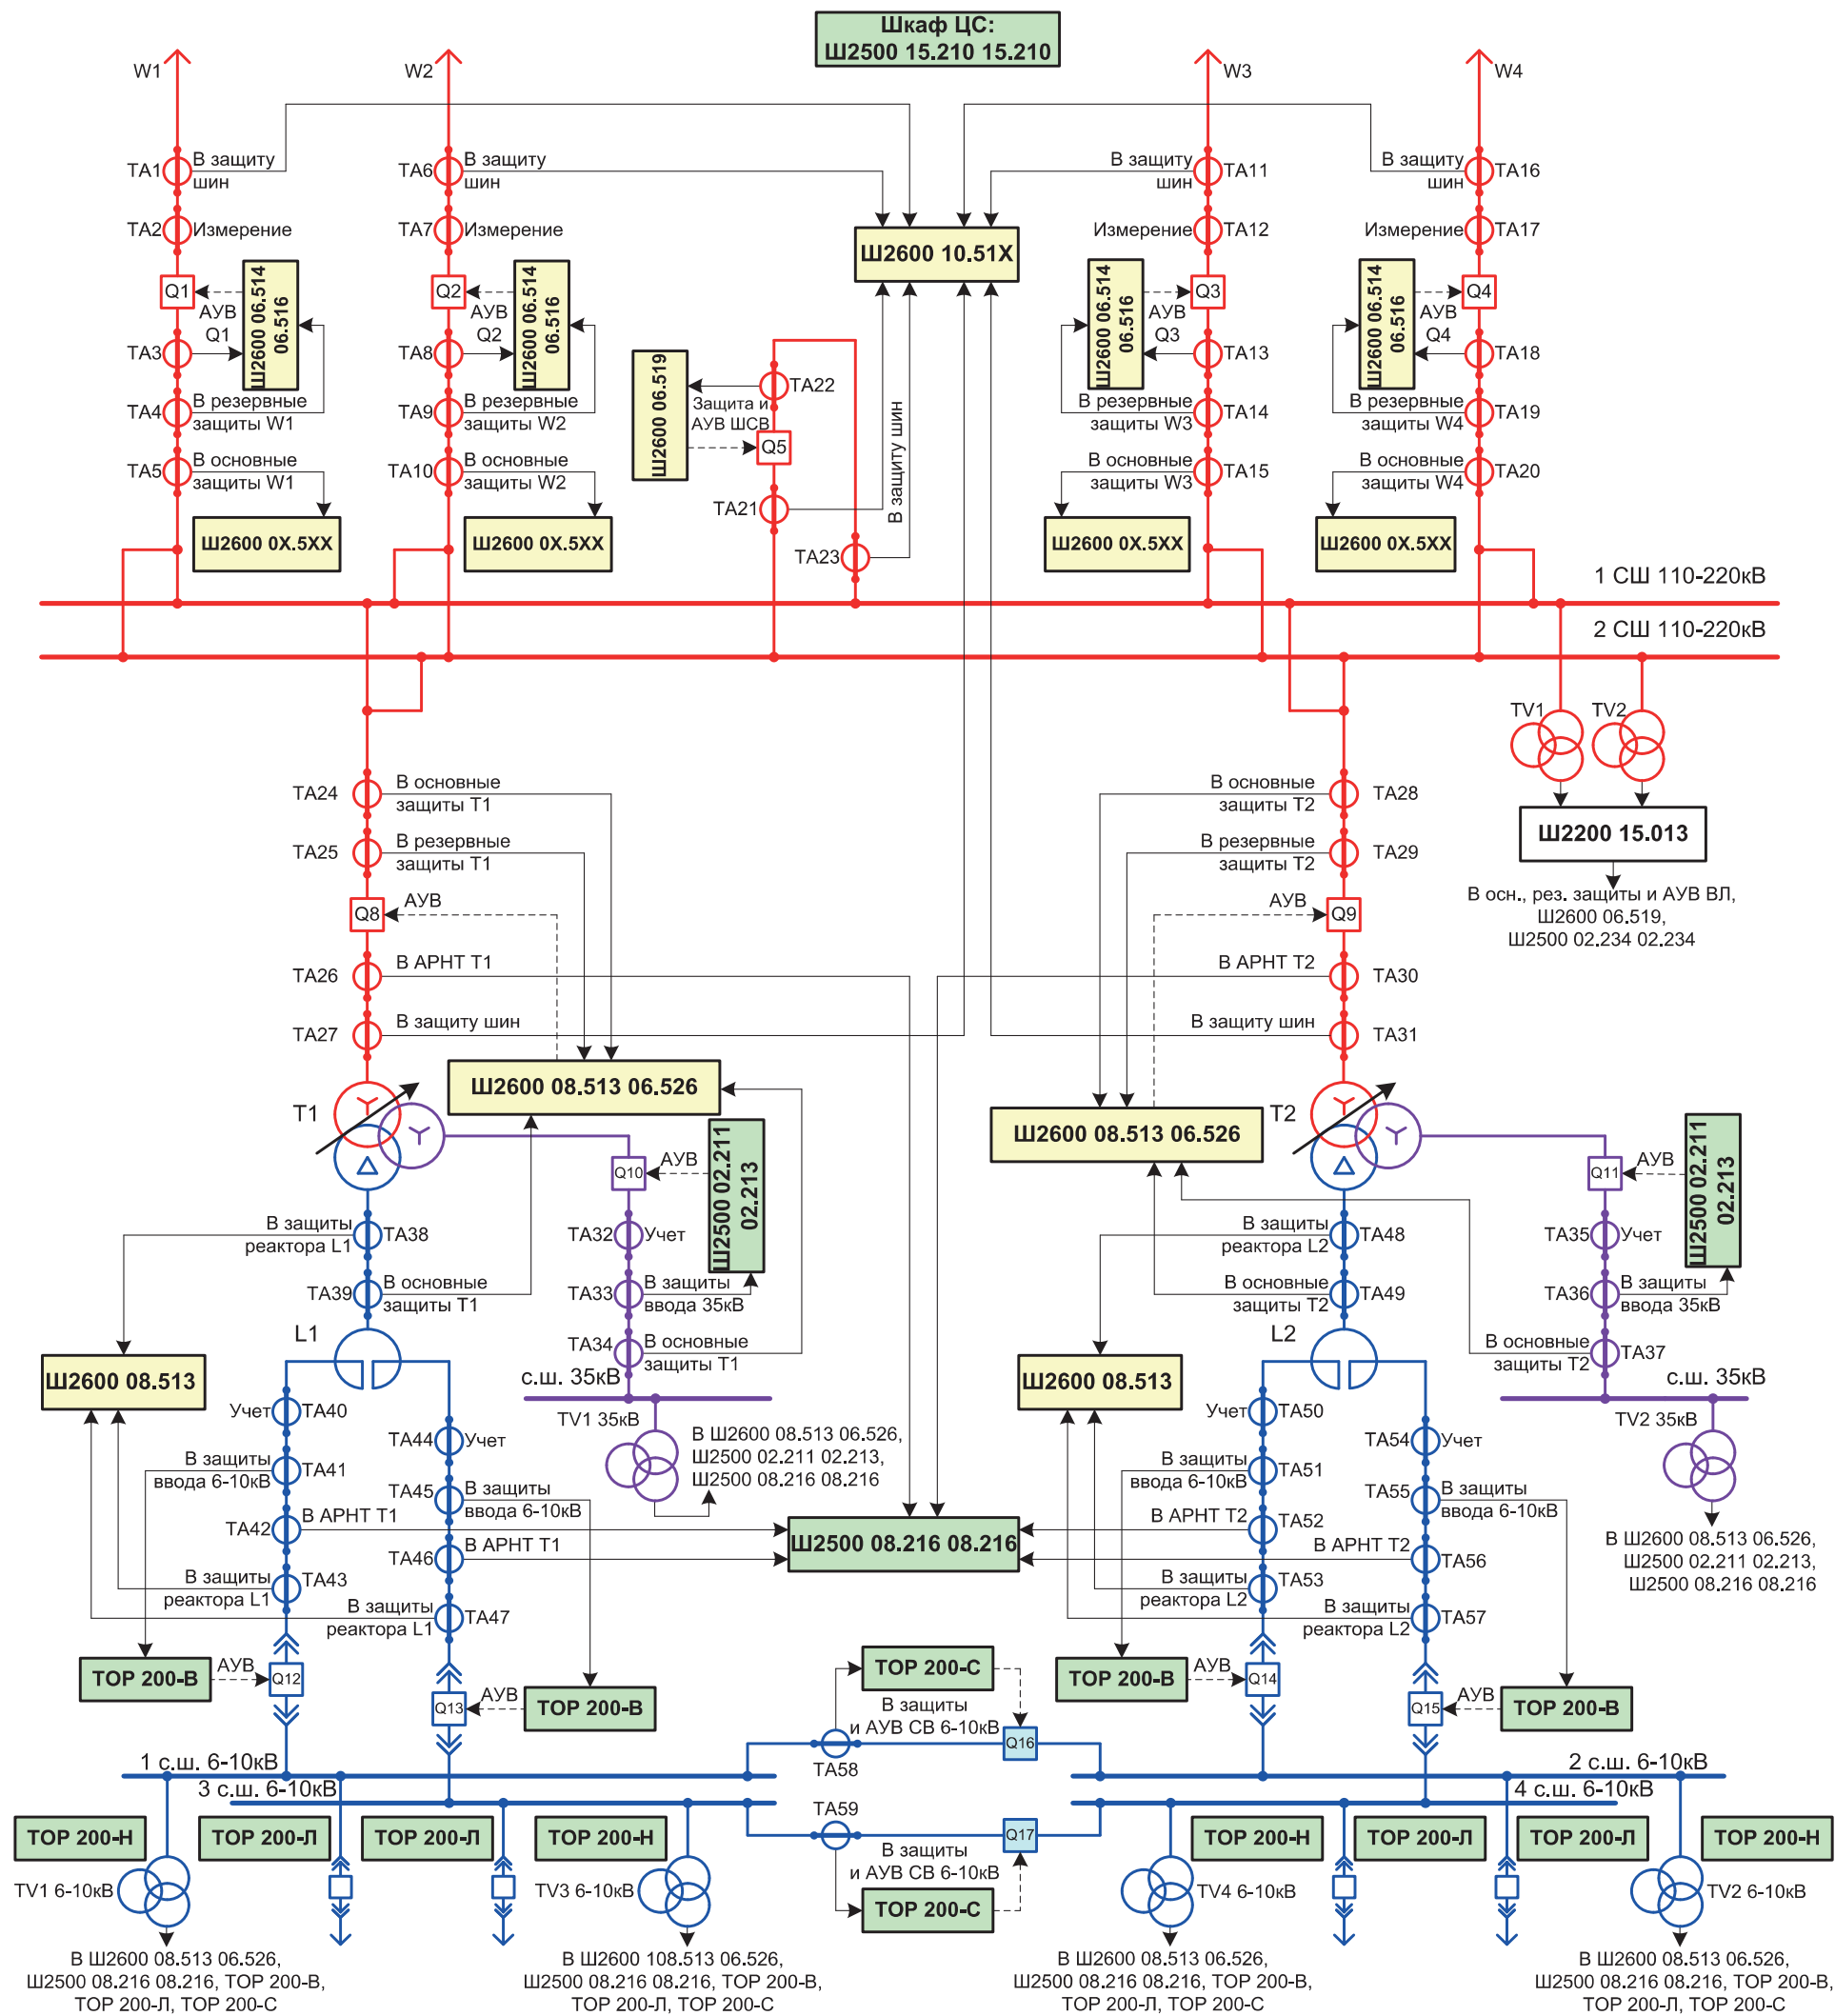 Шкаф ЦС:
Ш2500 15.210 15.210
W1
W2
W3
W4
TA1
В защиту
шин
TA6
В защиту
шин
В защиту
шин
TA11
В защиту
шин
TA16
TA2
Измерение
TA7
Измерение
Измерение
TA12
Измерение
TA17
Ш2600 10.51X
Q1
АУВ
Q1
Ш2600 06.514
06.516
Q2
АУВ
Q2
Ш2600 06.514
06.516
Ш2600 06.514
06.516
АУВ
Q3
Q3
Ш2600 06.514
06.516
АУВ
Q4
Q4
TA3
TA8
TA13
TA18
Ш2600 06.519
TA22
Защита и
АУВ ШСВ
Q5
TA4
В резервные
защиты W1
TA9
В резервные
защиты W2
В резервные
защиты W3
TA14
В резервные
защиты W4
TA19
TA5
В основные
защиты W1
TA10
В основные
защиты W2
В основные
защиты W3
TA15
В основные
защиты W4
TA20
TA21
В защиту шин
TA23
Ш2600 0X.5XX
Ш2600 0X.5XX
Ш2600 0X.5XX
Ш2600 0X.5XX
1 СШ 110-220кВ
2 СШ 110-220кВ
TV1
TV2
Ш2200 15.013
В осн., рез. защиты и АУВ ВЛ,
Ш2600 06.519,
Ш2500 02.234 02.234
TA24
В основные
защиты Т1
В основные
защиты Т2
TA28
TA25
В резервные
защиты Т1
В резервные
защиты Т2
TA29
Q8
АУВ
АУВ
Q9
TA26
В АРНТ Т1
В АРНТ Т2
TA30
TA27
В защиту шин
В защиту шин
TA31
Ш2600 08.513 06.526
Ш2600 08.513 06.526
T1
T2
Q10
АУВ
Ш2500 02.211
02.213
Q11
АУВ
Ш2500 02.211
02.213
В защиты
реактора L1
TA38
TA32
Учет
В защиты
реактора L2
TA48
TA35
Учет
TA39
В основные
защиты Т1
TA33
В защиты
ввода 35кВ
В основные
защиты Т2
TA49
TA36
В защиты
ввода 35кВ
L1
TA34
В основные
защиты Т1
L2
В основные
защиты Т2
TA37
Ш2600 08.513
с.ш. 35кВ
Ш2600 08.513
с.ш. 35кВ
TV1 35кВ
TV2 35кВ
В Ш2600 08.513 06.526,
Ш2500 02.211 02.213,
Ш2500 08.216 08.216
В Ш2600 08.513 06.526,
Ш2500 02.211 02.213,
Ш2500 08.216 08.216
Учет
TA40
TA44
Учет
Учет
TA50
TA54
Учет
В защиты
ввода 6-10кВ
TA41
TA45
В защиты
ввода 6-10кВ
В защиты
ввода 6-10кВ
TA51
TA55
В защиты
ввода 6-10кВ
TA42
В АРНТ Т1
TA46
В АРНТ Т1
Ш2500 08.216 08.216
В АРНТ Т2
TA52
В АРНТ Т2
TA56
В защиты
реактора L1
TA43
В защиты
реактора L1
TA47
В защиты
реактора L2
TA53
В защиты
реактора L2
TA57
ТОР 200-В
АУВ
Q12
Q13
АУВ
ТОР 200-В
ТОР 200-С
В защиты
и АУВ СВ 6-10кВ
Q16
TA58
ТОР 200-В
АУВ
Q14
Q15
АУВ
ТОР 200-В
1 с.ш. 6-10кВ
3 с.ш. 6-10кВ
2 с.ш. 6-10кВ
4 с.ш. 6-10кВ
TA59
Q17
В защиты
и АУВ СВ 6-10кВ
ТОР 200-С
ТОР 200-Н
ТОР 200-Л
ТОР 200-Л
ТОР 200-Н
ТОР 200-Н
ТОР 200-Л
ТОР 200-Л
ТОР 200-Н
TV1 6-10кВ
TV3 6-10кВ
TV4 6-10кВ
TV2 6-10кВ
В Ш2600 08.513 06.526,
Ш2500 08.216 08.216, ТОР 200-В,
ТОР 200-Л, ТОР 200-С
В Ш2600 108.513 06.526,
Ш2500 08.216 08.216, ТОР 200-В,
ТОР 200-Л, ТОР 200-С
В Ш2600 08.513 06.526,
Ш2500 08.216 08.216, ТОР 200-В,
ТОР 200-Л, ТОР 200-С
В Ш2600 08.513 06.526,
Ш2500 08.216 08.216, ТОР 200-В,
ТОР 200-Л, ТОР 200-С